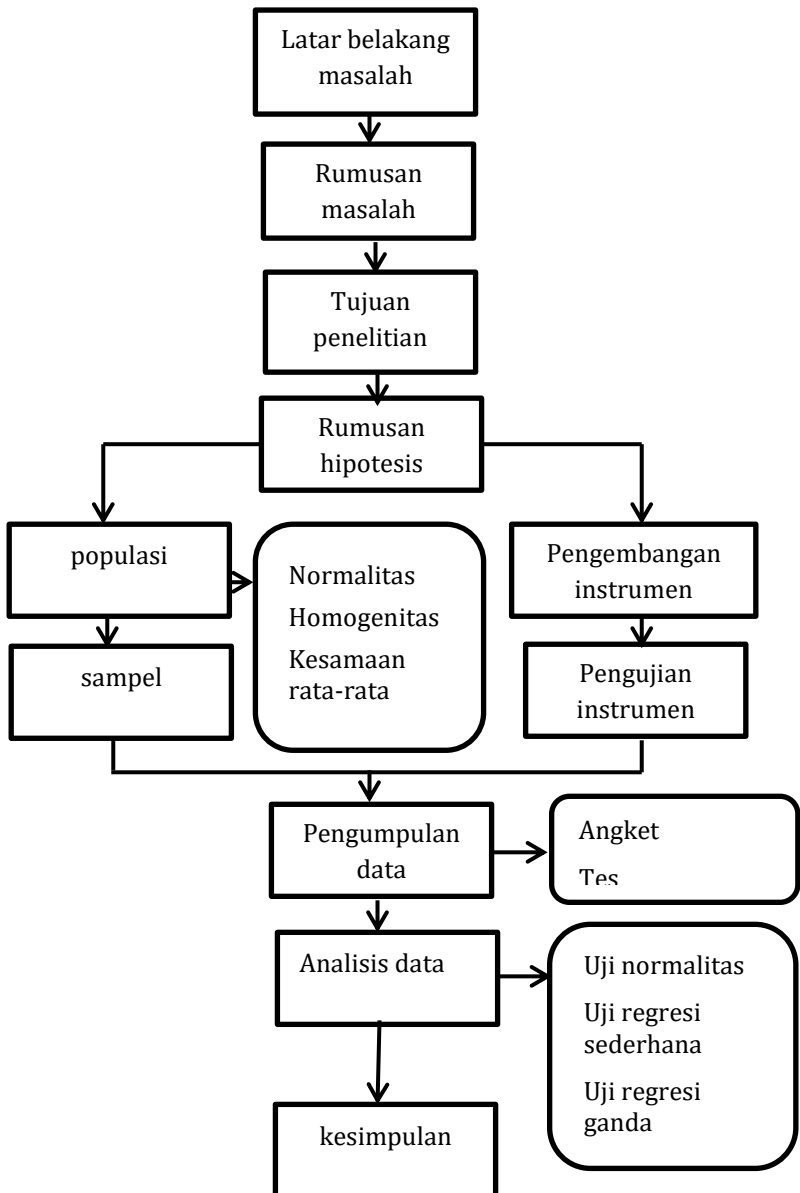 Latar belakang
masalah
Rumusan
masalah
Tujuan
penelitian
Rumusan
hipotesis
populasi
Normalitas
Homogenitas
Kesamaan
rata-rata
Pengembangan
instrumen
sampel
Pengujian
instrumen
Pengumpulan
data
Angket
Tes
Analisis data
Uji normalitas
Uji regresi
sederhana
Uji regresi
ganda
kesimpulan